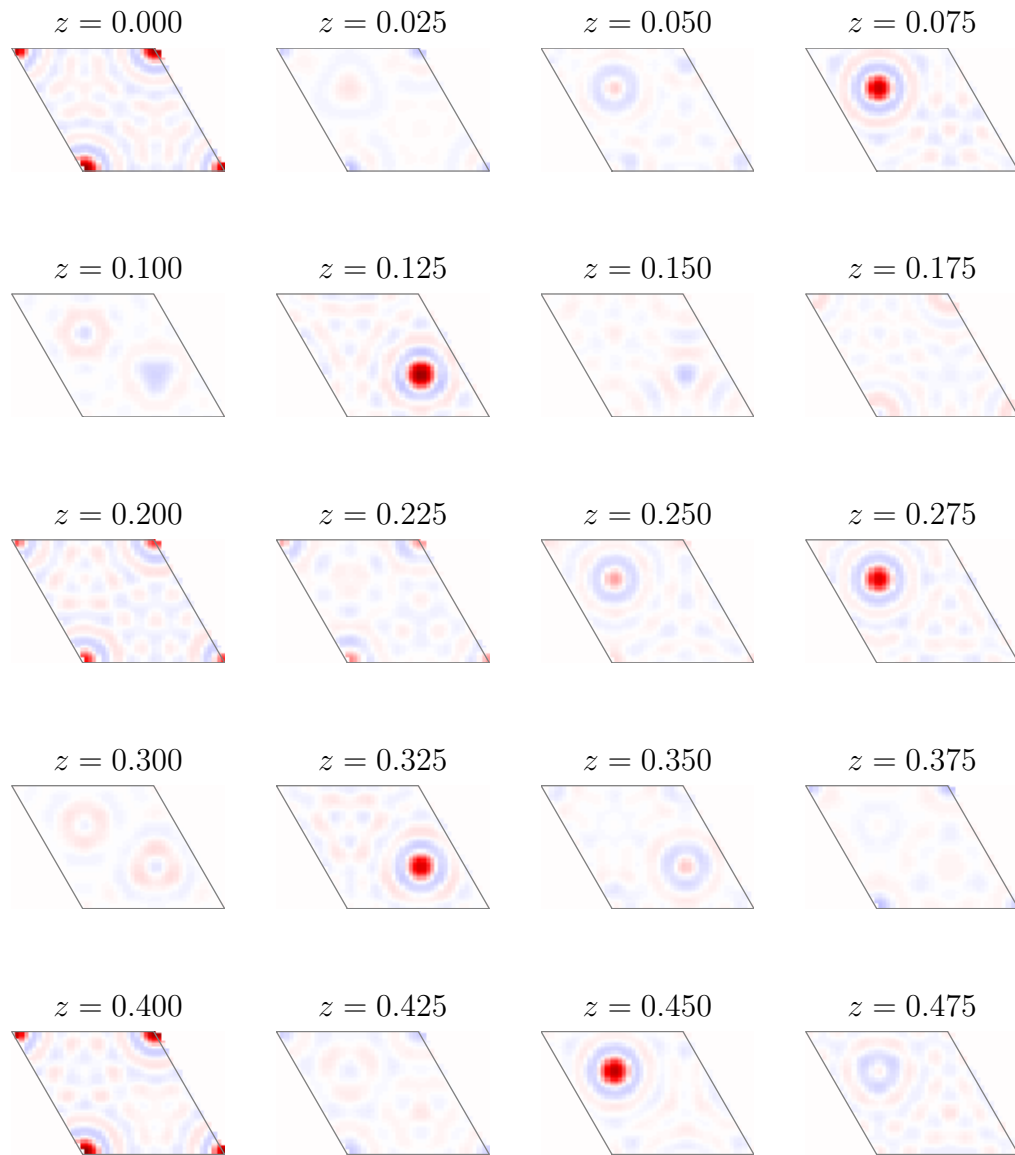 z = 0.000 z = 0.025 z = 0.050 z = 0.075
z = 0.100 z = 0.125 z = 0.150 z = 0.175
z = 0.200 z = 0.225 z = 0.250 z = 0.275
z = 0.300 z = 0.325 z = 0.350 z = 0.375
z = 0.400 z = 0.425 z = 0.450 z = 0.475